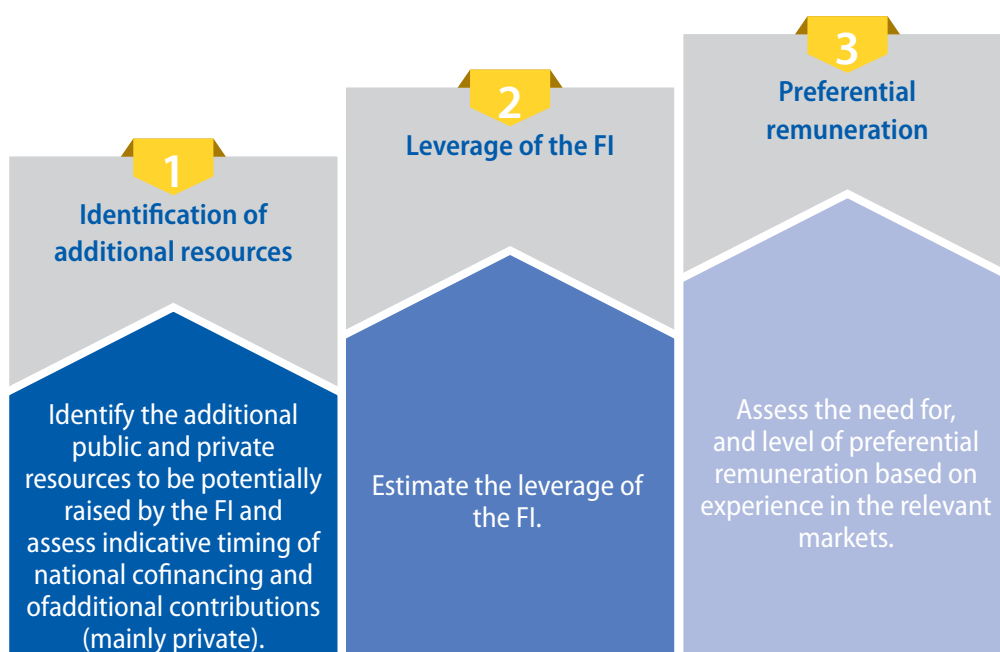 1
Identification of
additional resources
Identify the additional
public and private
resources to be potentially
raised by the FI and
assess indicative timing of
national cofinancing and
ofadditional contributions
(mainly private).
2
Leverage of the FI
Estimate the leverage of
the FI.
3
Preferential
remuneration
Assess the need for,
and level of preferential
remuneration based on
experience in the relevant
markets.